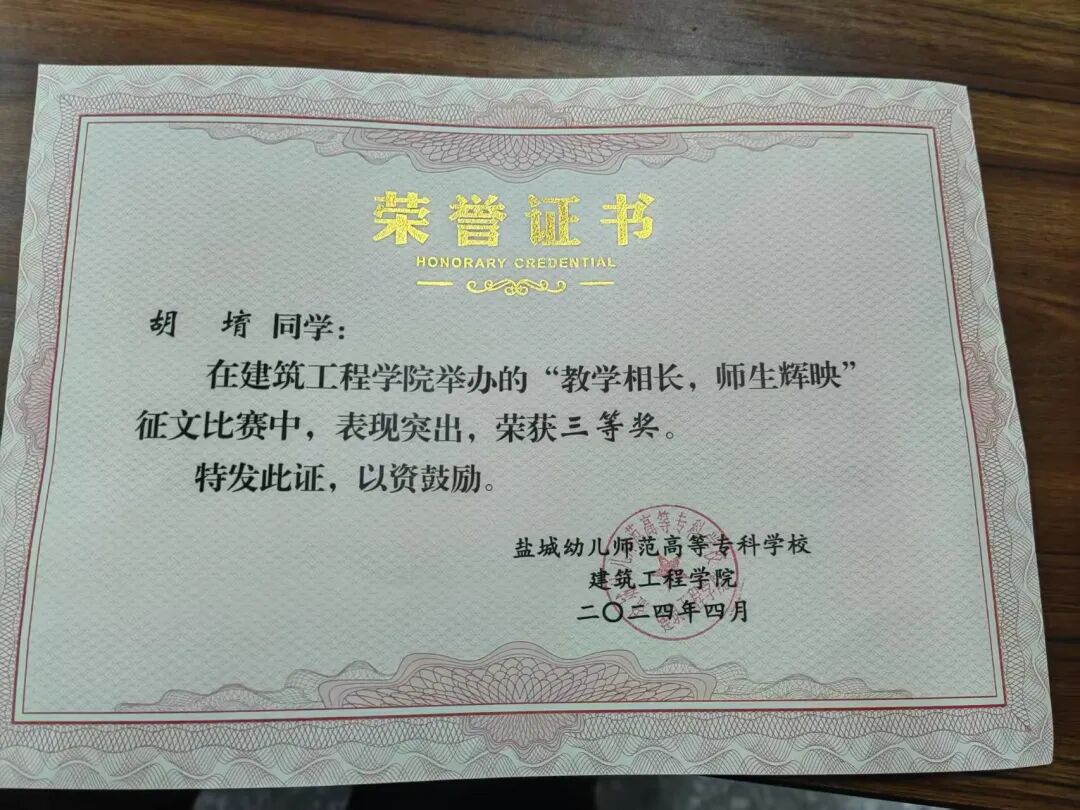 荣誉证书
HONORARY CREDENTIAL
胡 堉 同学：
在建筑工程学院举办的“教学相长，师生辉映”
征文比赛中，表现突出，荣获三等奖。
特发此证，以资鼓励。
盐城幼儿师范高等专科学校
建筑工程学院
二〇二四年四月